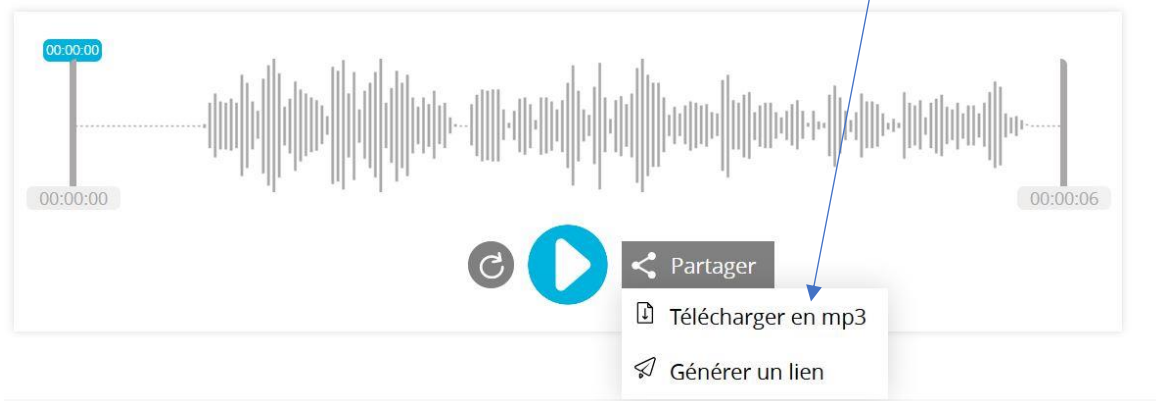 00:00:00
00:00:00
00:00:06
Partager
Télécharger en mp3
Générer un lien